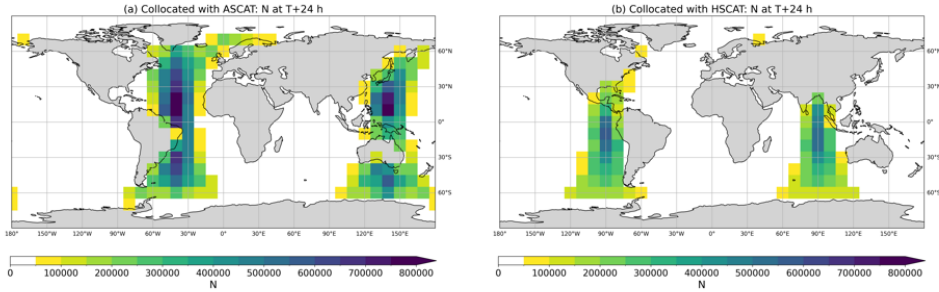 (a) Collocated with ASCAT: N at T+24 h
60°N
30°N
0°
30°S
60°S
180° 150°W 120°W 90°W 60°W 30°W 0° 30°E 60°E 90°E 120°E 150°E
0 100000 200000 300000 400000 500000 600000 700000 800000
N
(b) Collocated with HSCAT: N at T+24 h
60°N
30°N
0°
30°S
60°S
180° 150°W 120°W 90°W 60°W 30°W 0° 30°E 60°E 90°E 120°E 150°E
0 100000 200000 300000 400000 500000 600000 700000 800000
N